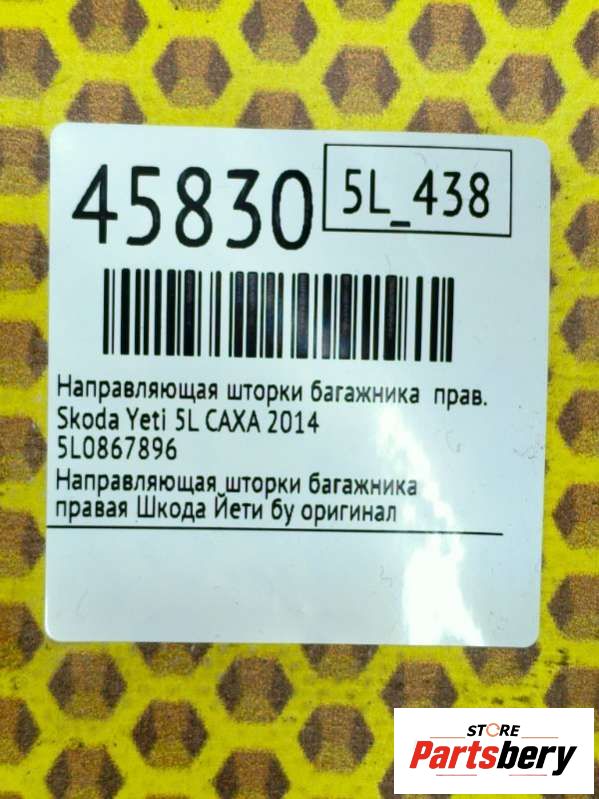 45830
5L_438
Направляющая шторки багажника прав.
Skoda Yeti 5L CAXA 2014
5L0867896
Направляющая шторки багажника
правая Шкода Йети бу оригинал
STORE
Partsbery